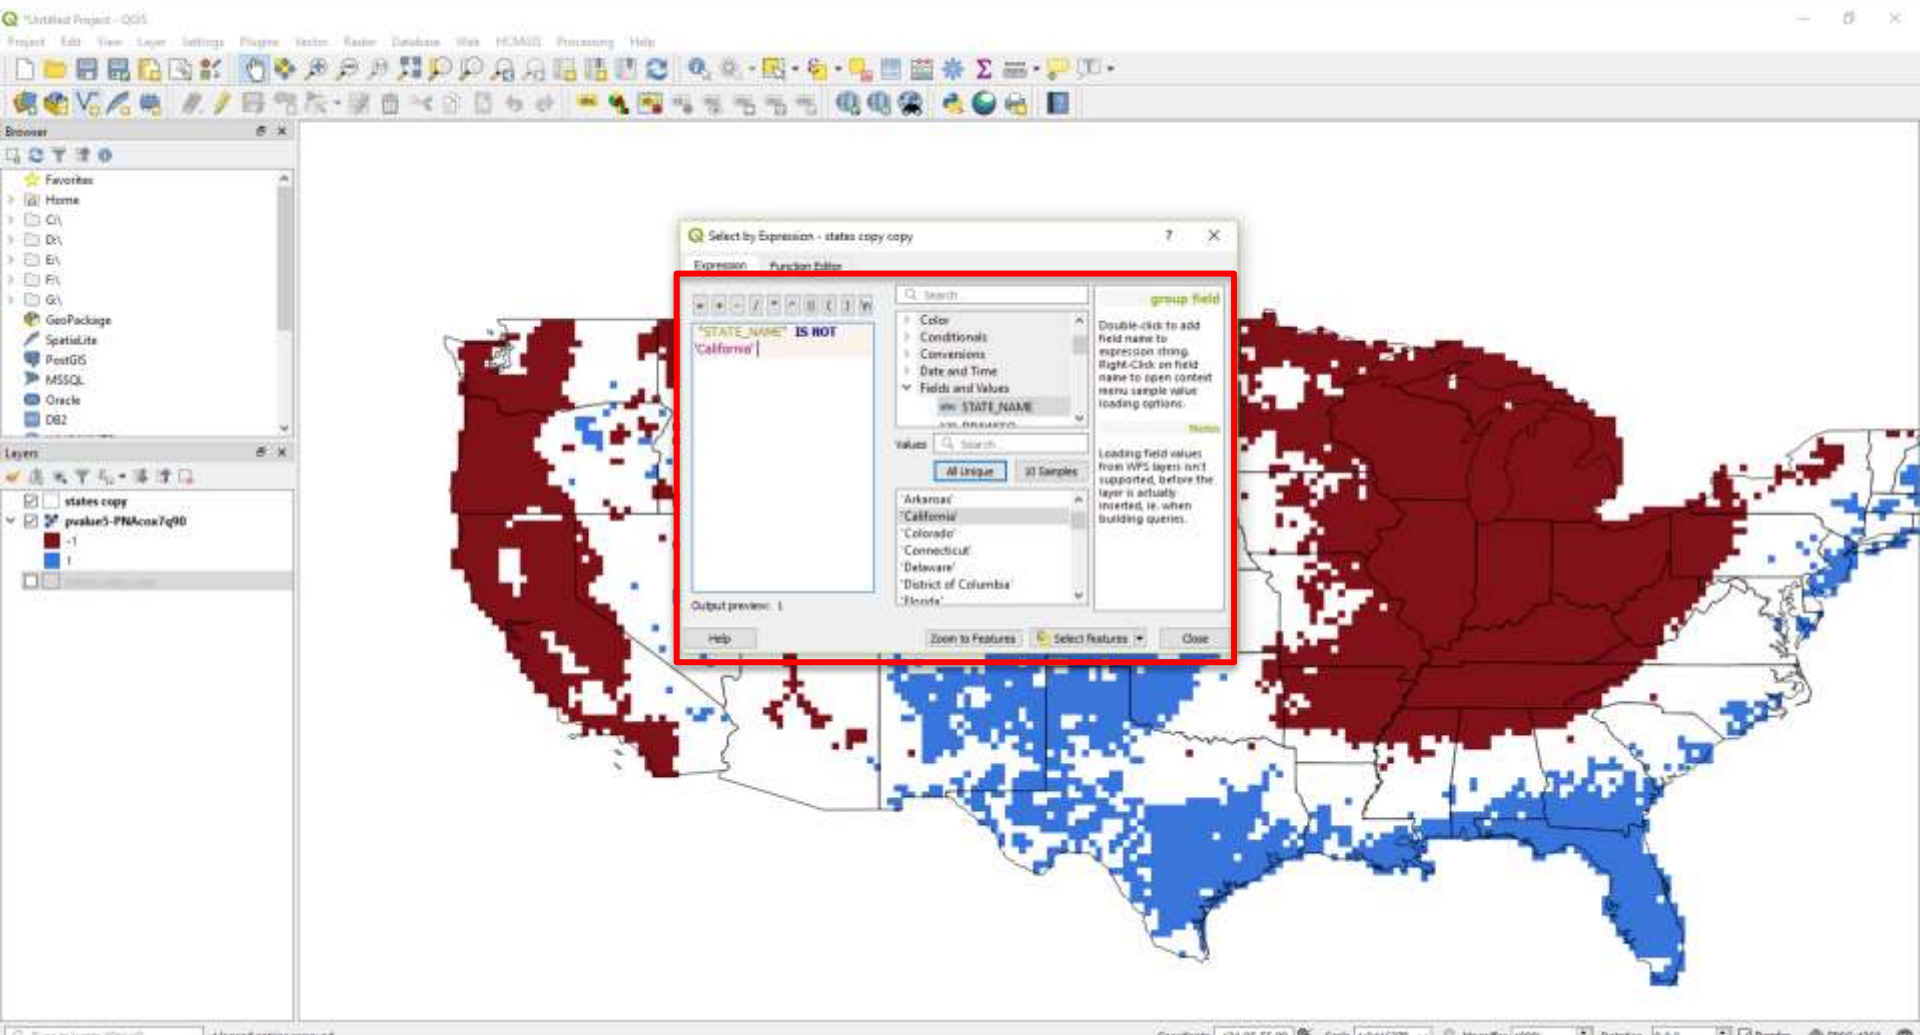 *Untitled Project - QGIS
Project Edit View Layer Settings Plugins Vector Raster Database Web HCMGIS Processing Help
Browser
Favorites
Home
C:\
D:\
E:\
F:\
G:\
GeoPackage
SpatiaLite
PostGIS
MSSQL
Oracle
DB2
Layers
states copy
pvalue5-PNAcox7q90
-1
1
Select by Expression - states copy copy
Expression Function Editor
= + - / * ^ || ( ) \n
"STATE_NAME" IS NOT
'California'
Output preview: 1
Search
Color
Conditionals
Conversions
Date and Time
Fields and Values
abc STATE_NAME
Values Search
All Unique 10 Samples
'Arkansas'
'California'
'Colorado'
'Connecticut'
'Delaware'
'District of Columbia'
'Florida'
group field
Double-click to add
field name to
expression string.
Right-Click on field
name to open context
menu sample value
loading options.
Notes
Loading field values
from WFS layers isn't
supported, before the
layer is actually
inserted, ie. when
building queries.
Help Zoom to Features Select features Close